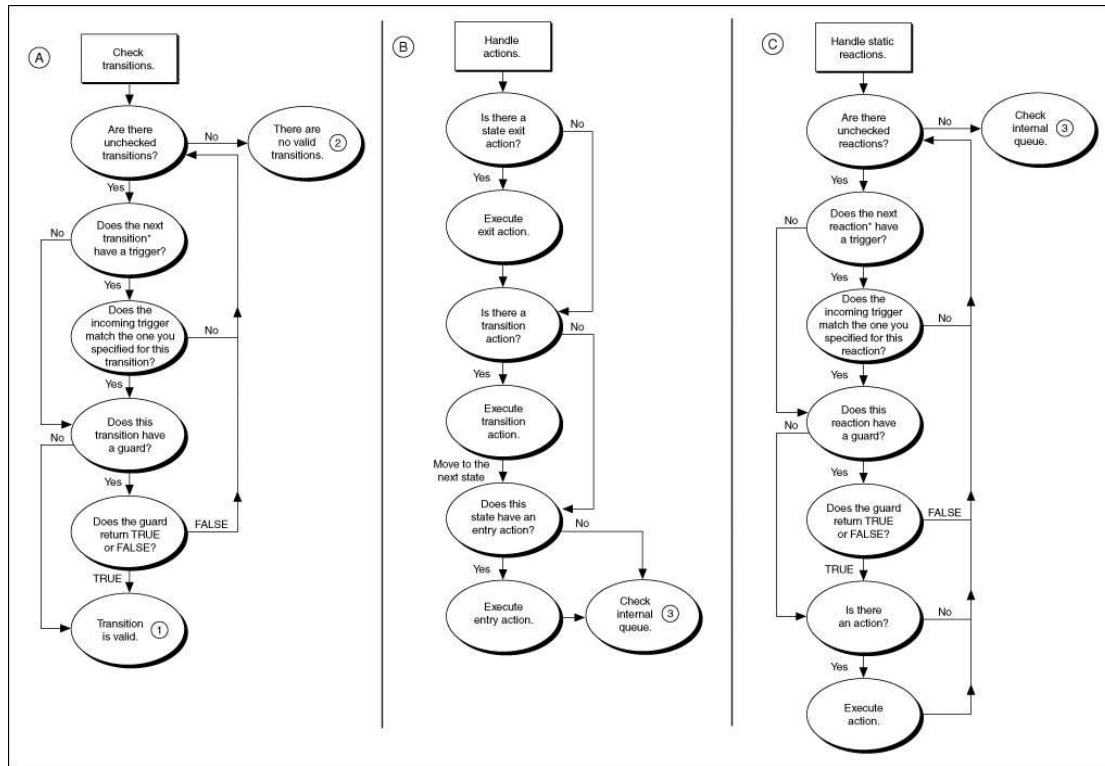 A
Check
transitions.
Are there
unchecked
transitions?
No
There are
no valid
transitions.
2
Yes
Does the next
transition* 
have a trigger?
No
Yes
Does the
incoming trigger
match the one you
specified for this
transition?
No
Yes
Does this
transition have
a guard?
No
Yes
Does the guard
return TRUE
or FALSE?
FALSE
TRUE
Transition
is valid.
1
B
Handle
actions.
Is there a
state exit
action?
No
Yes
Execute
exit action.
Is there a
transition
action?
No
Yes
Execute
transition
action.
Move to the
next state
Does this
state have an
entry action?
No
Yes
Execute
entry action.
Check
internal
queue.
3
C
Handle static
reactions.
Are there
unchecked
reactions?
No
Check
internal
queue.
3
Yes
Does the next
reaction* have
a trigger?
No
Yes
Does the
incoming trigger
match the one you
specified for this
reaction?
No
Yes
Does this
reaction have
a guard?
No
Yes
Does the guard
return TRUE
or FALSE?
FALSE
TRUE
Is there
an action?
No
Yes
Execute
action.